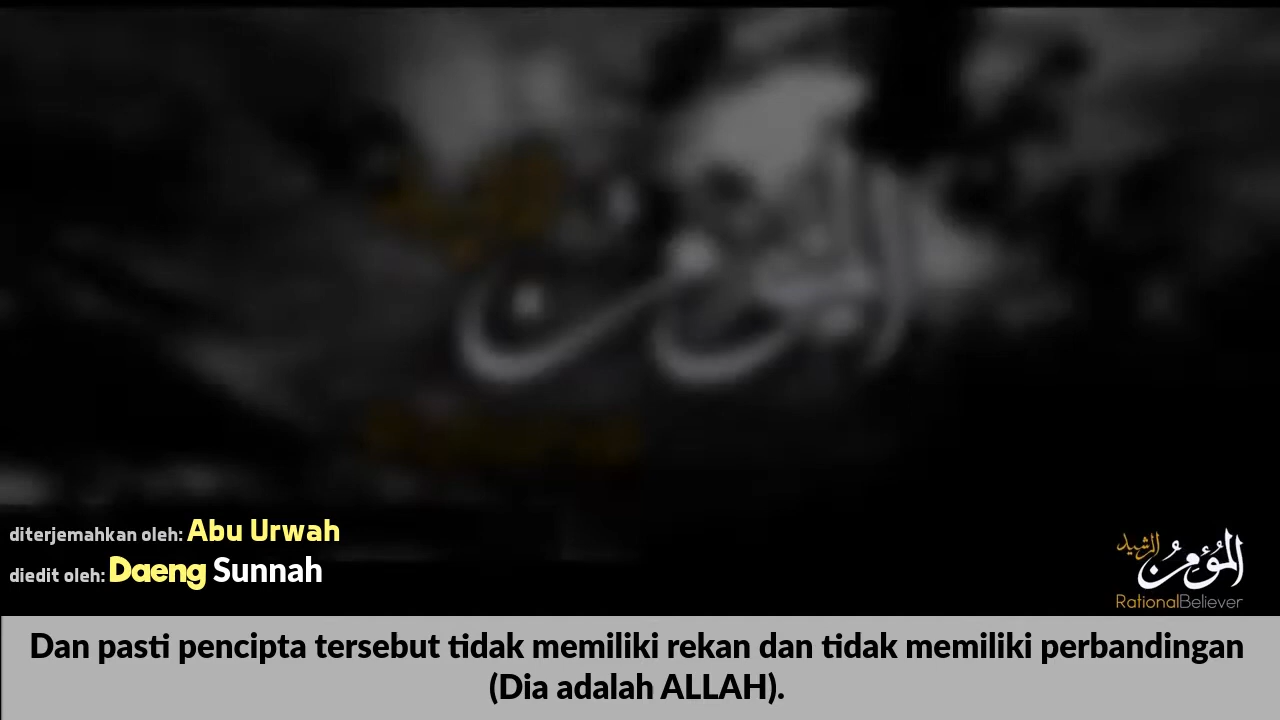 diterjemahkan oleh: Abu Urwah
diedit oleh: Daeng Sunnah
المؤمن الرشيد
RationalBeliever
Dan pasti pencipta tersebut tidak memiliki rekan dan tidak memiliki perbandingan
(Dia adalah ALLAH).